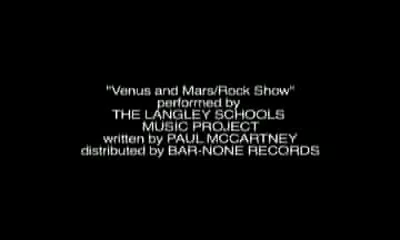 "Venus and Mars/Rock Show"
performed by
THE LANGLEY SCHOOLS
MUSIC PROJECT
written by PAUL MCCARTNEY
distributed by BAR-NONE RECORDS